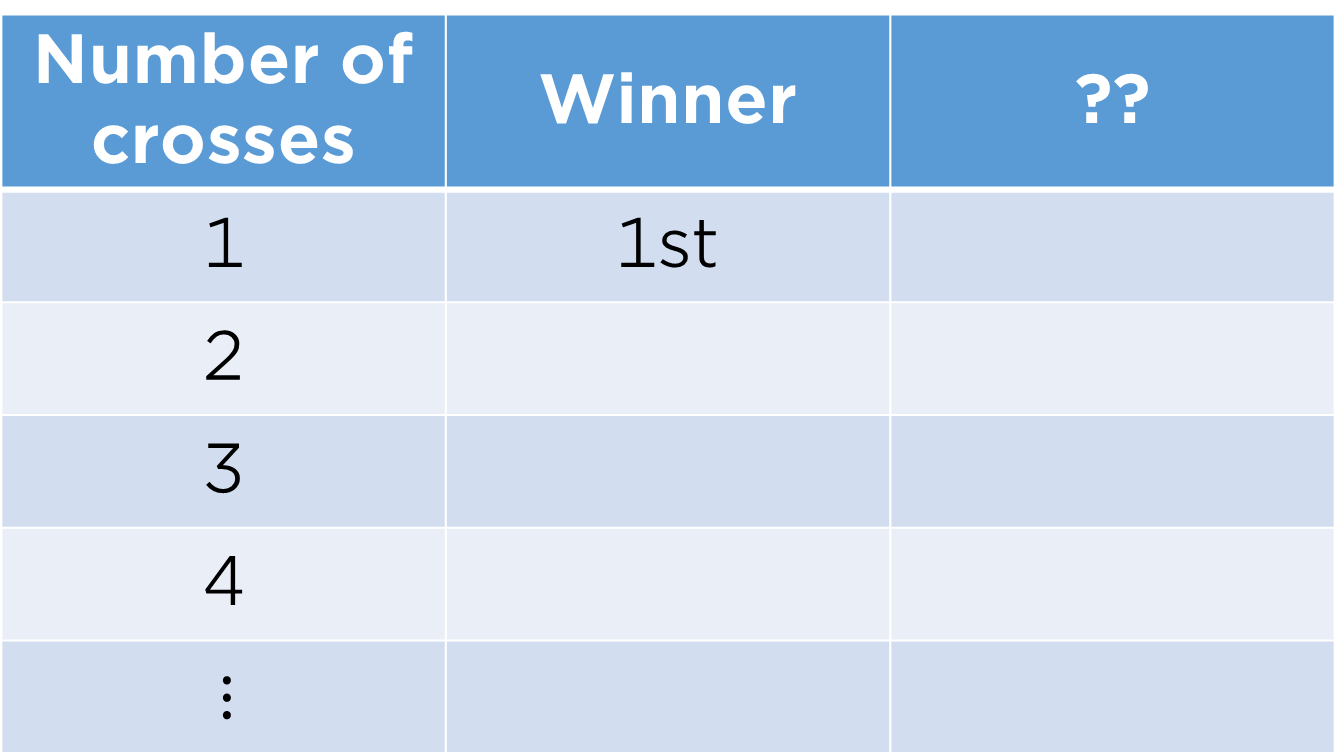 Number of
crosses
Winner
??
1
1st
2
3
4
⋮